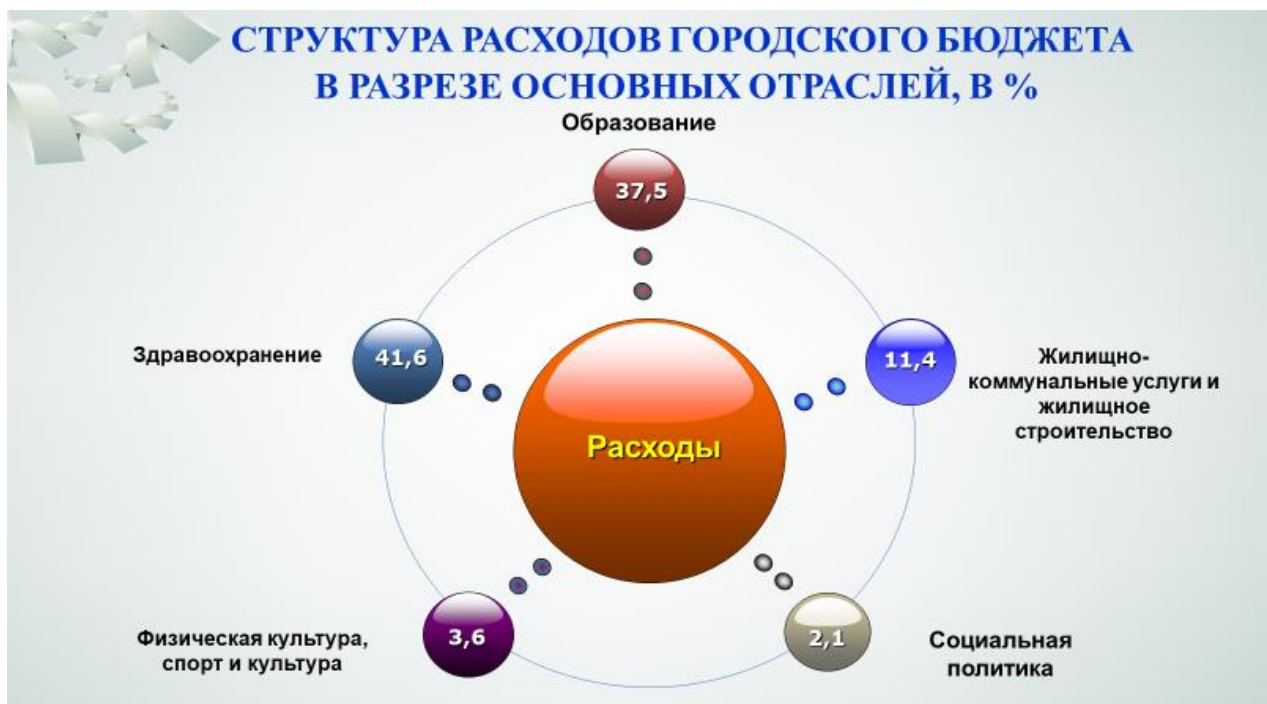 СТРУКТУРА РАСХОДОВ ГОРОДСКОГО БЮДЖЕТА
В РАЗРЕЗЕ ОСНОВНЫХ ОТРАСЛЕЙ, В %
Образование
37,5
Здравоохранение
41,6
11,4
Жилищно-
коммунальные услуги и
жилищное
строительство
Расходы
Физическая культура,
спорт и культура
3,6
2,1
Социальная
политика